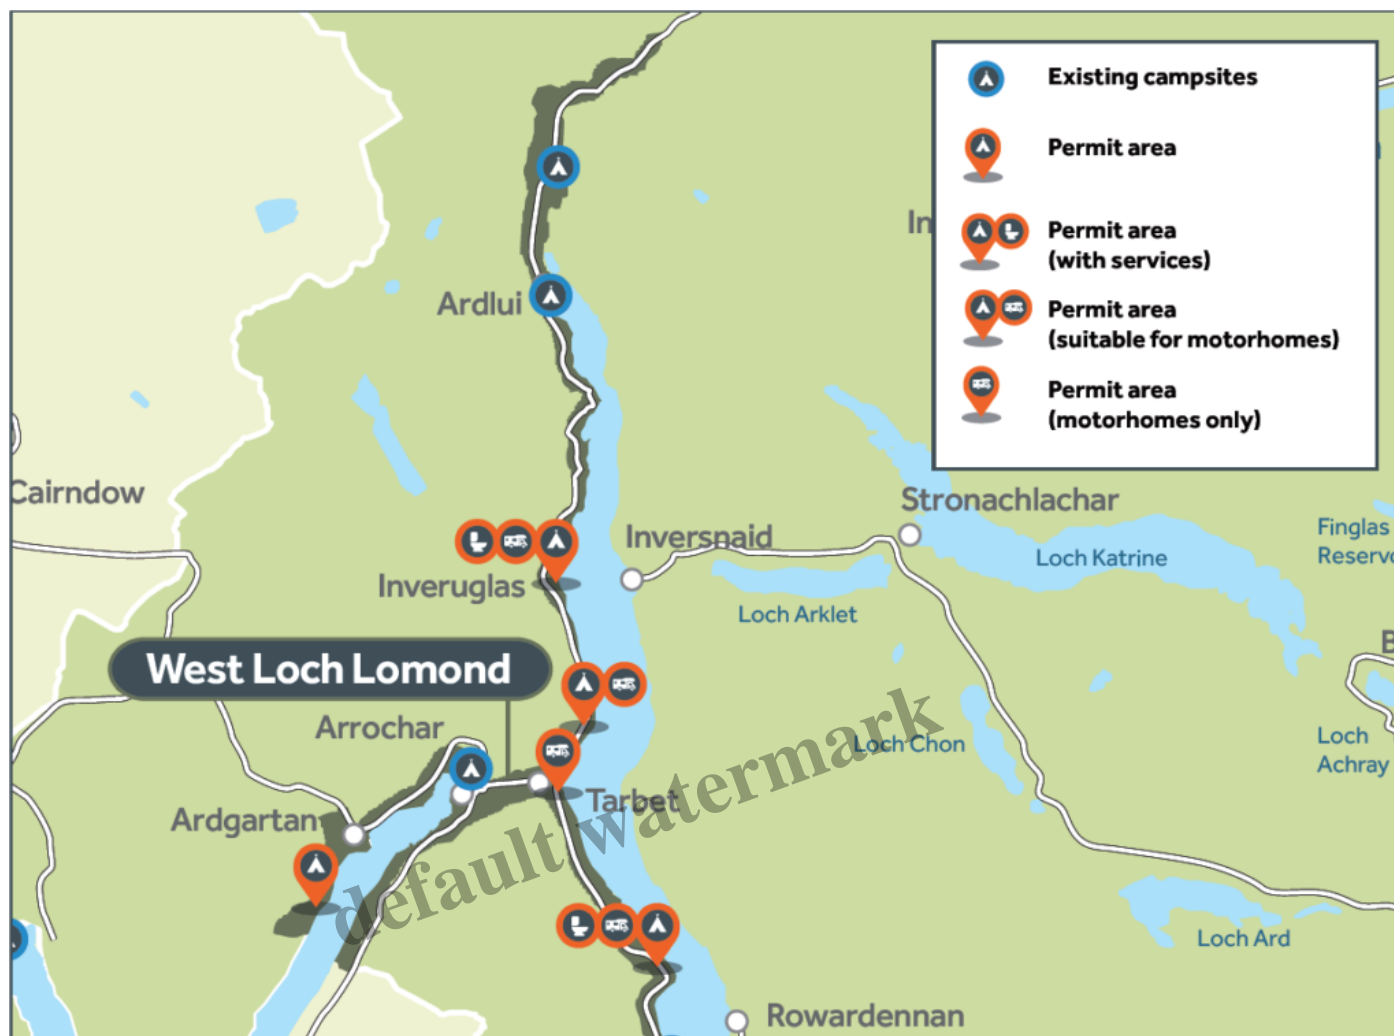 Existing campsites
Permit area
Permit area
(with services)
Permit area
(suitable for motorhomes)
Permit area
(motorhomes only)
In
Ardlui
Cairndow
Stronachlachar
Inversnaid
Finglas
Loch Katrine
Inveruglas
Loch Arklet
West Loch Lomond
Arrochar
Loch Chon
Loch
Achray
Tarbet
Ardgartan
default watermark
Loch Ard
Rowardennan